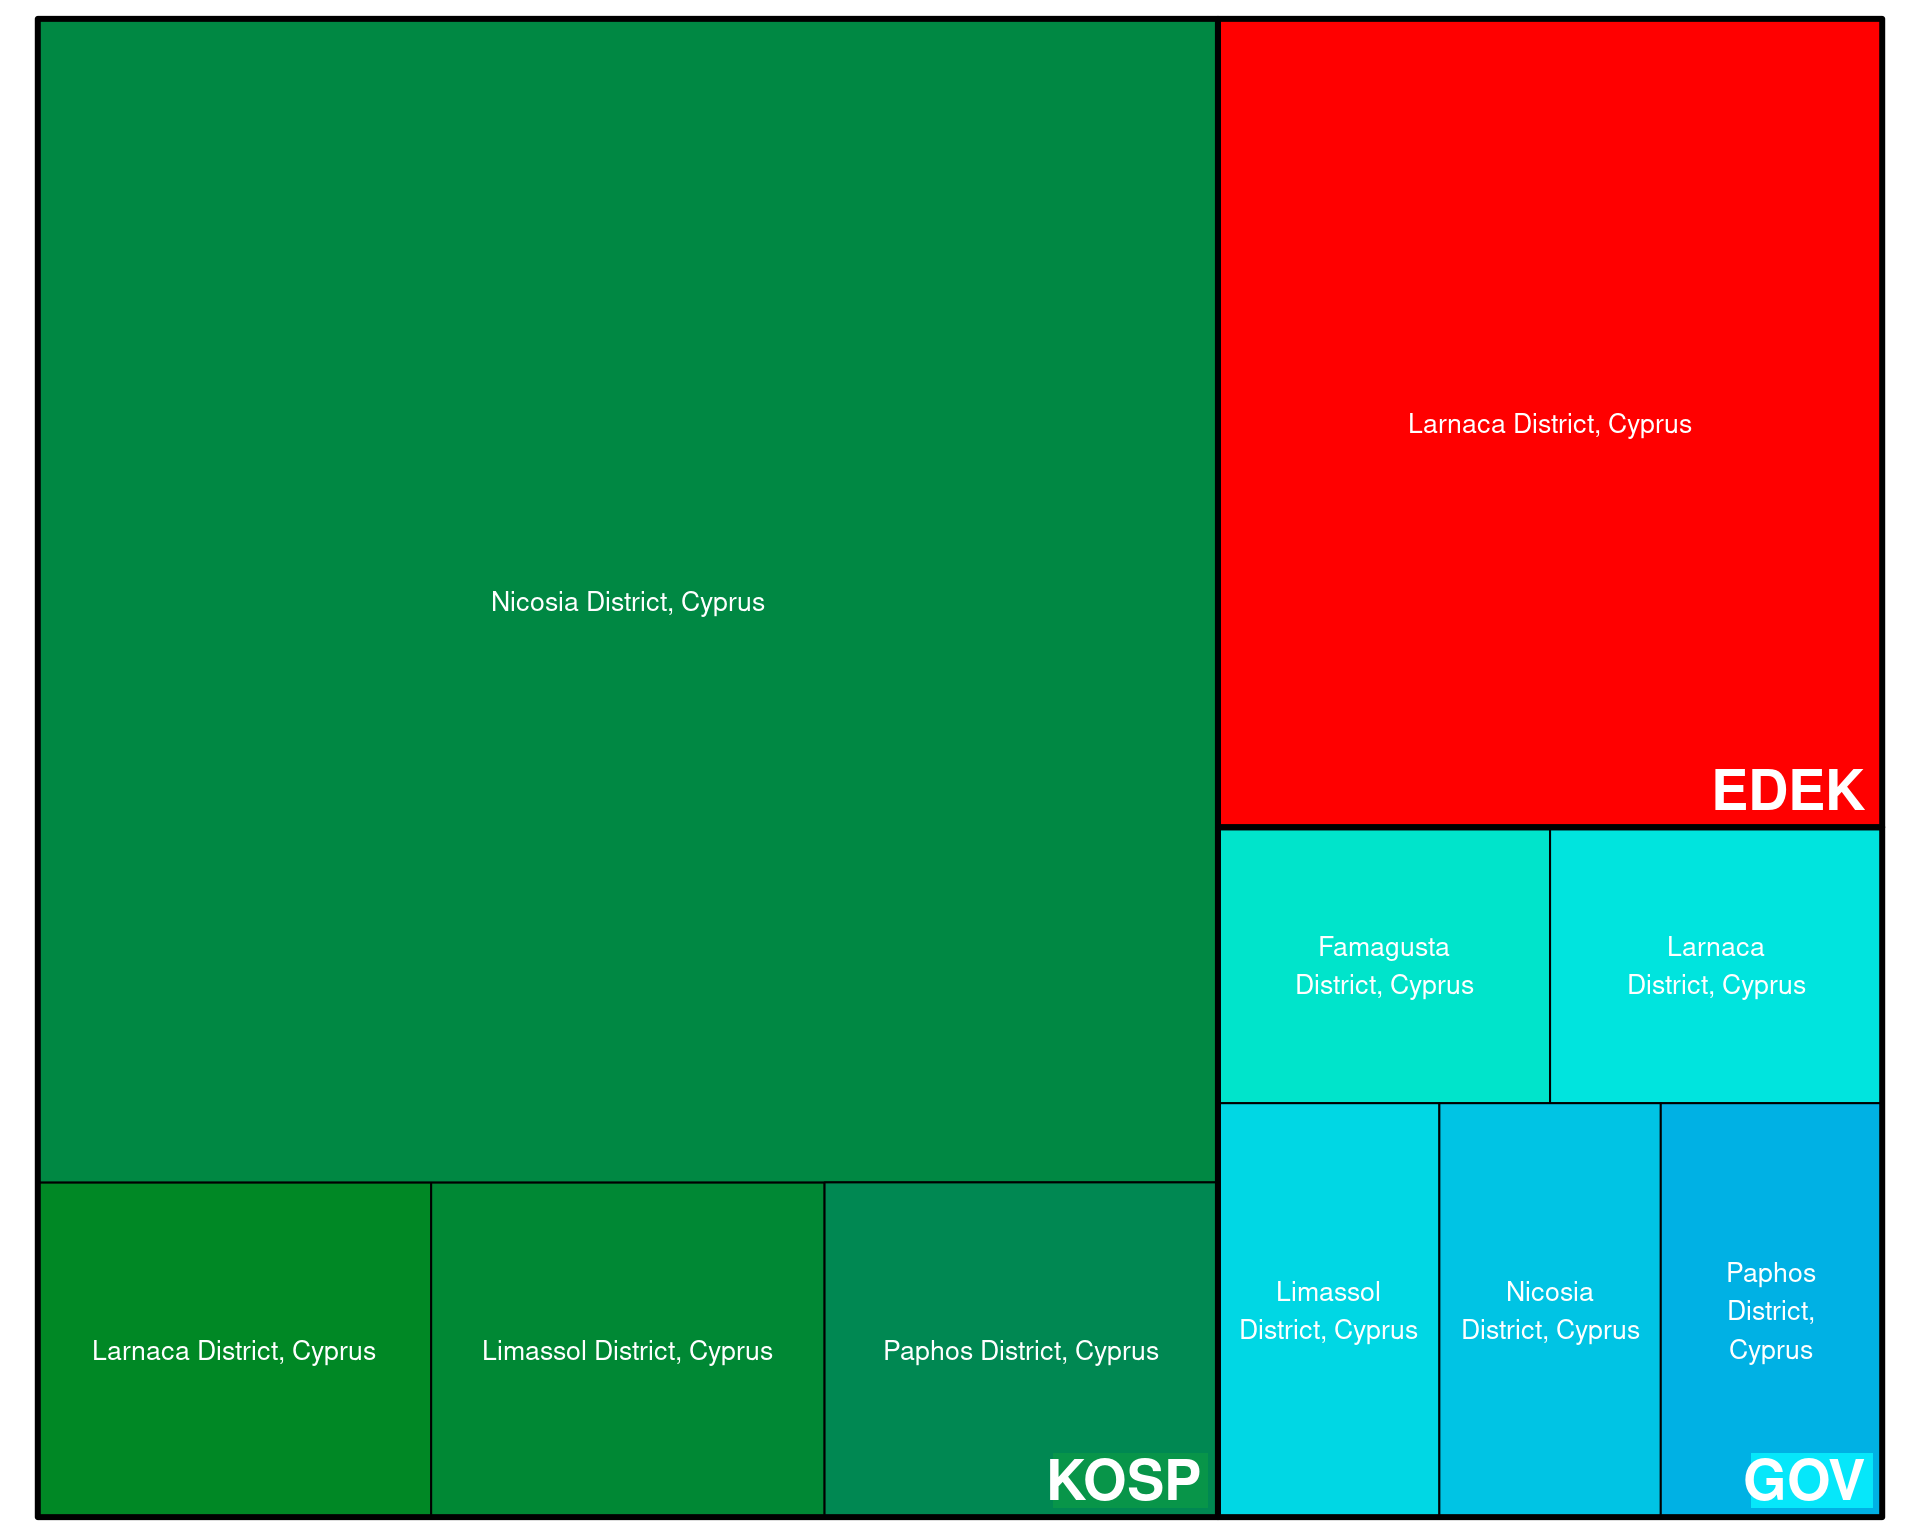 Nicosia District, Cyprus
Larnaca District, Cyprus
Limassol District, Cyprus
Paphos District, Cyprus
KOSP
Larnaca District, Cyprus
EDEK
Famagusta
District, Cyprus
Larnaca
District, Cyprus
Limassol
District, Cyprus
Nicosia
District, Cyprus
Paphos
District,
Cyprus
GOV